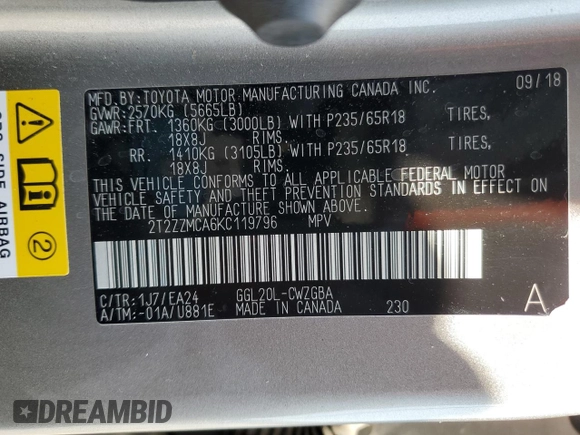 MFD.BY:TOYOTA MOTOR MANUFACTURING CANADA INC. 09/18
GVWR:2570KG (5665LB)
GAWR:FRT. 1360KG (3000LB) WITH P235/65R18 TIRES,
18X8J RIMS.
RR. 1410KG (3105LB) WITH P235/65R18 TIRES,
18X8J RIMS.
THIS VEHICLE CONFORMS TO ALL APPLICABLE FEDERAL MOTOR
VEHICLE SAFETY AND THEFT PREVENTION STANDARDS IN EFFECT ON
THE DATE OF MANUFACTURE SHOWN ABOVE.
2T2ZZMCA6KC119796 MPV
C/TR:1J7/EA24 GGL20L-CWZGBA
A/TM:-01A/U881E MADE IN CANADA 230
A
SIDE AIRBAG
2
DREAMBID